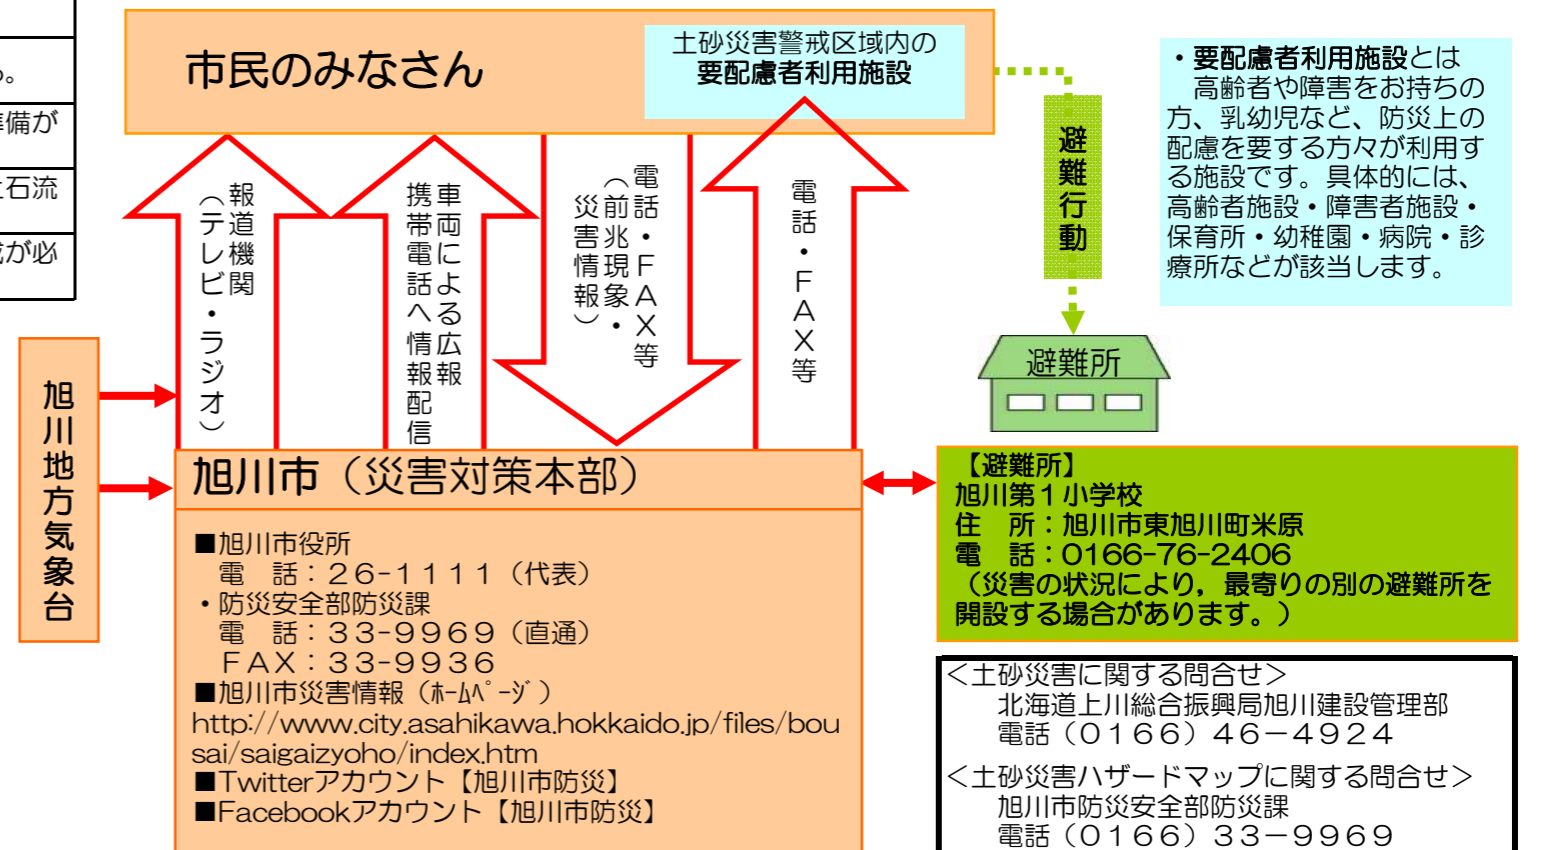 る。
準備が
土石流
成が必
市民のみなさん
土砂災害警戒区域内の
要配慮者利用施設
・要配慮者利用施設とは
高齢者や障害をお持ちの
方、乳幼児など、防災上の
配慮を要する方々が利用す
る施設です。具体的には、
高齢者施設・障害者施設・
保育所・幼稚園・病院・診
療所などが該当します。
避難行動
報道機関
（テレビ・ラジオ）
車両による広報
携帯電話へ情報配信
電話・ＦＡＸ等
（前兆現象・
災害情報）
電話・ＦＡＸ等
避難所
旭川地方気象台
旭川市（災害対策本部）
■旭川市役所
電　話：２６-１１１１（代表）
・防災安全部防災課
電　話：３３-９９６９（直通）
ＦＡＸ：３３-９９３６
■旭川市災害情報（ﾎｰﾑﾍﾟｰｼﾞ）
http://www.city.asahikawa.hokkaido.jp/files/bou
sai/saigaizyoho/index.htm
■Twitterアカウント【旭川市防災】
■Facebookアカウント【旭川市防災】
【避難所】
旭川第１小学校
住　所：旭川市東旭川町米原
電　話：0166-76-2406
（災害の状況により，最寄りの別の避難所を
開設する場合があります。）
＜土砂災害に関する問合せ＞
北海道上川総合振興局旭川建設管理部
電話（０１６６）４６－４９２４
＜土砂災害ハザードマップに関する問合せ＞
旭川市防災安全部防災課
電話（０１６６）３３－９９６９